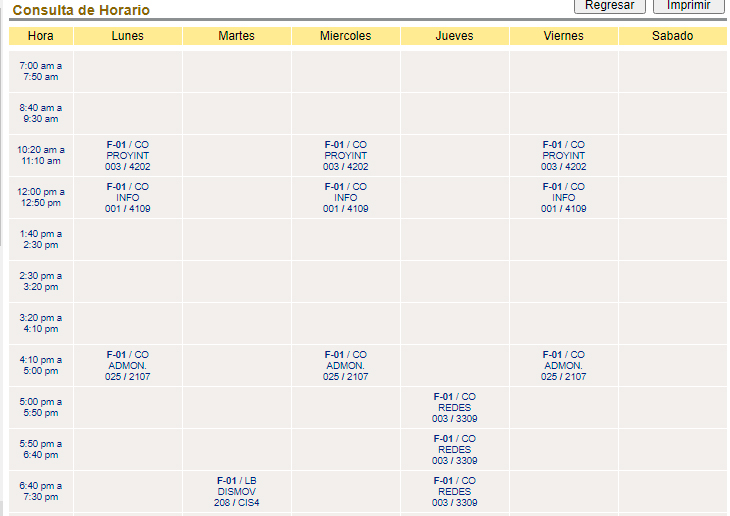 Consulta de Horario
Regresar Imprimir
Hora Lunes Martes Miercoles Jueves Viernes Sabado
7:00 am a
7:50 am
8:40 am a
9:30 am
10:20 am a
11:10 am
F-01 / CO
PROYINT
003 / 4202
F-01 / CO
PROYINT
003 / 4202
F-01 / CO
PROYINT
003 / 4202
12:00 pm a
12:50 pm
F-01 / CO
INFO
001 / 4109
F-01 / CO
INFO
001 / 4109
F-01 / CO
INFO
001 / 4109
1:40 pm a
2:30 pm
2:30 pm a
3:20 pm
3:20 pm a
4:10 pm
4:10 pm a
5:00 pm
F-01 / CO
ADMON.
025 / 2107
F-01 / CO
ADMON.
025 / 2107
F-01 / CO
ADMON.
025 / 2107
5:00 pm a
5:50 pm
F-01 / CO
REDES
003 / 3309
5:50 pm a
6:40 pm
F-01 / CO
REDES
003 / 3309
6:40 pm a
7:30 pm
F-01 / LB
DISMOV
208 / CIS4
F-01 / CO
REDES
003 / 3309